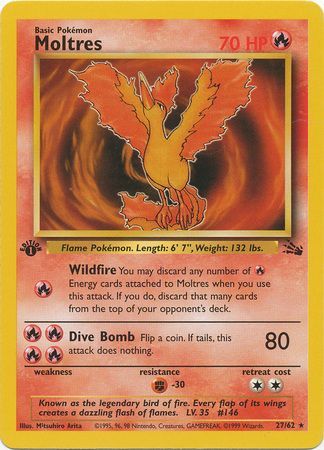 Basic Pokémon
Moltres 70 HP
EDITION 1
Flame Pokémon. Length: 6' 7", Weight: 132 lbs.
Wildfire You may discard any number of
Energy cards attached to Moltres when you use
this attack. If you do, discard that many cards
from the top of your opponent's deck.
Dive Bomb Flip a coin. If tails, this
attack does nothing.
80
weakness resistance retreat cost
-30
Known as the legendary bird of fire. Every flap of its wings
creates a dazzling flash of flames. LV. 35 #146
Illus. Mitsuhiro Arita ©1995, 96, 98 Nintendo, Creatures, GAMEFREAK. ©1999 Wizards. 27/62 ★